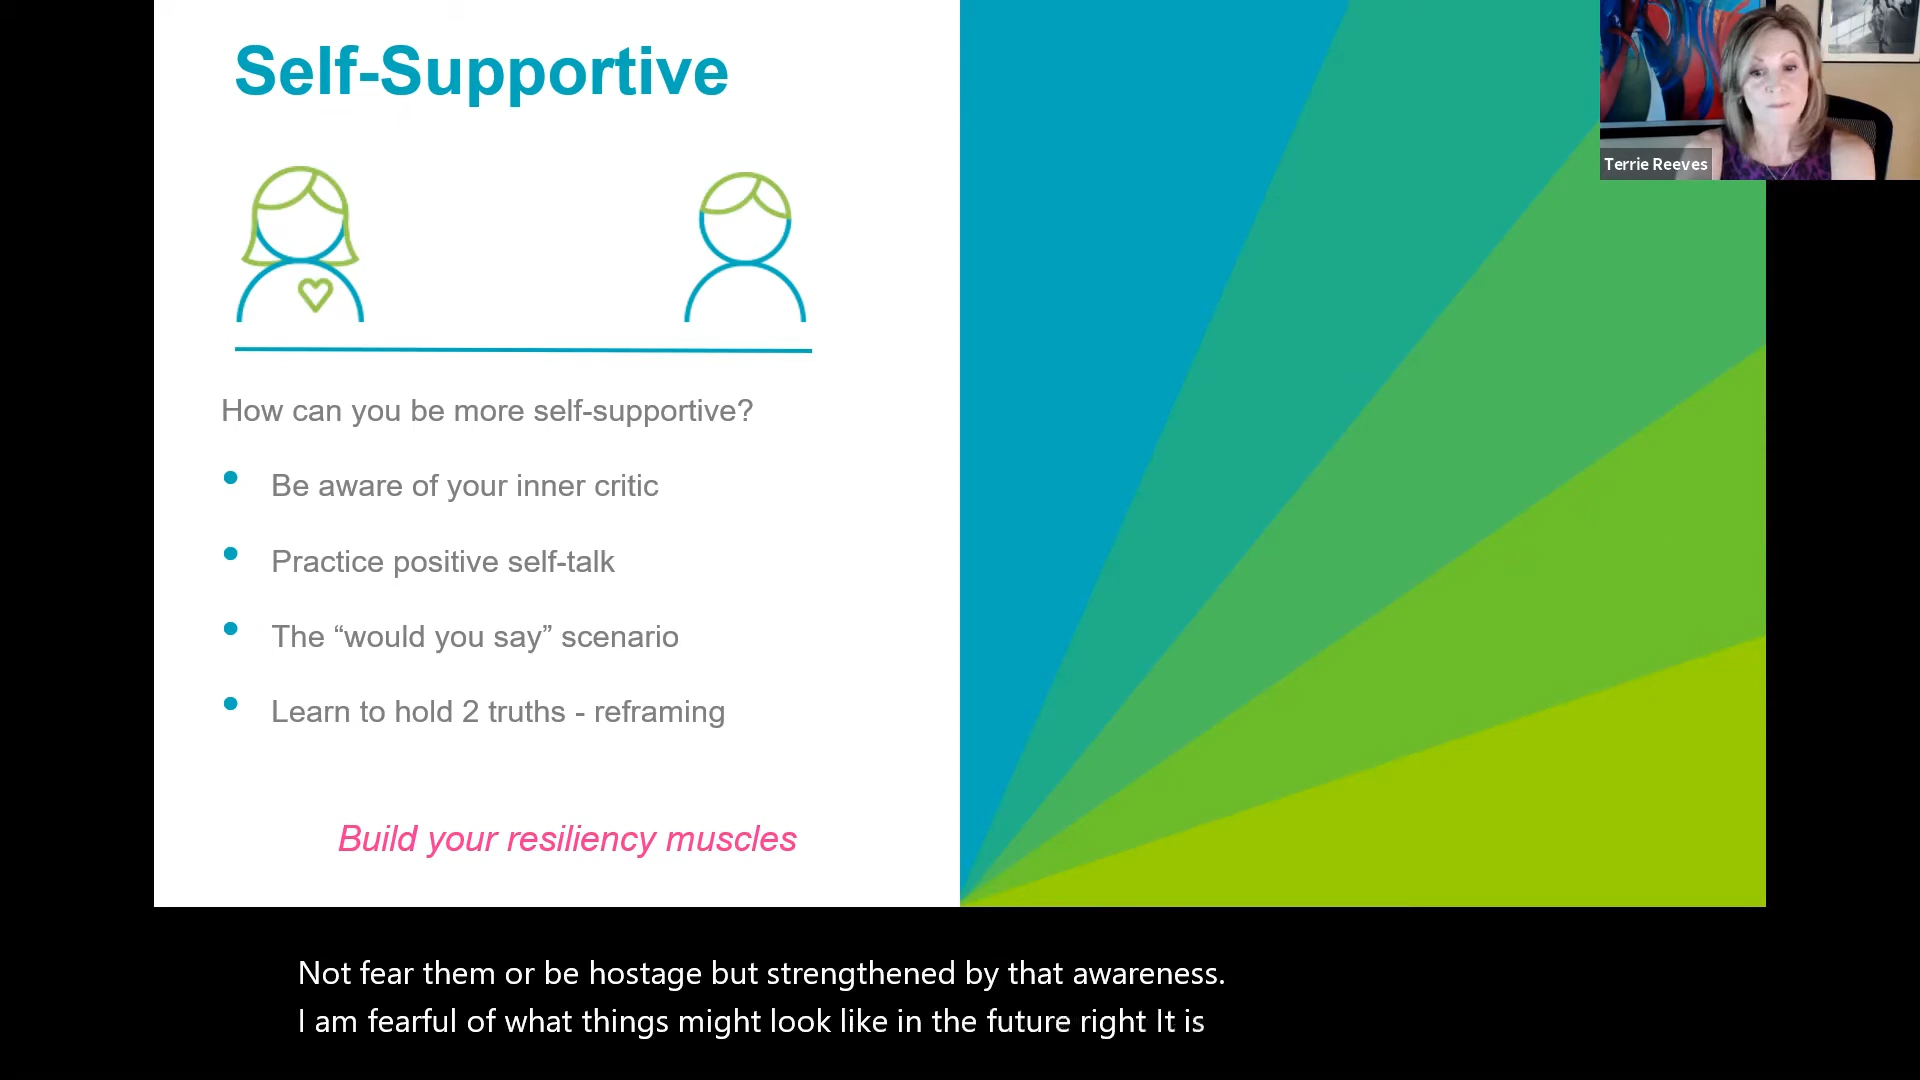 Self-Supportive
Terrie Reeves
How can you be more self-supportive?
• Be aware of your inner critic
• Practice positive self-talk
• The “would you say” scenario
• Learn to hold 2 truths - reframing
Build your resiliency muscles
Not fear them or be hostage but strengthened by that awareness.
I am fearful of what things might look like in the future right It is